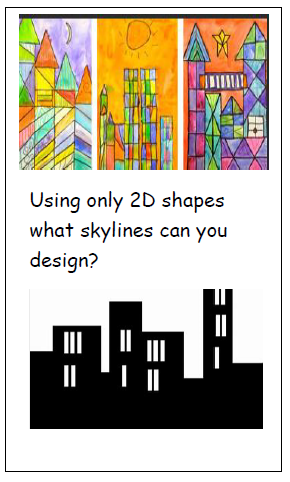 Using only 2D shapes
what skylines can you
design?